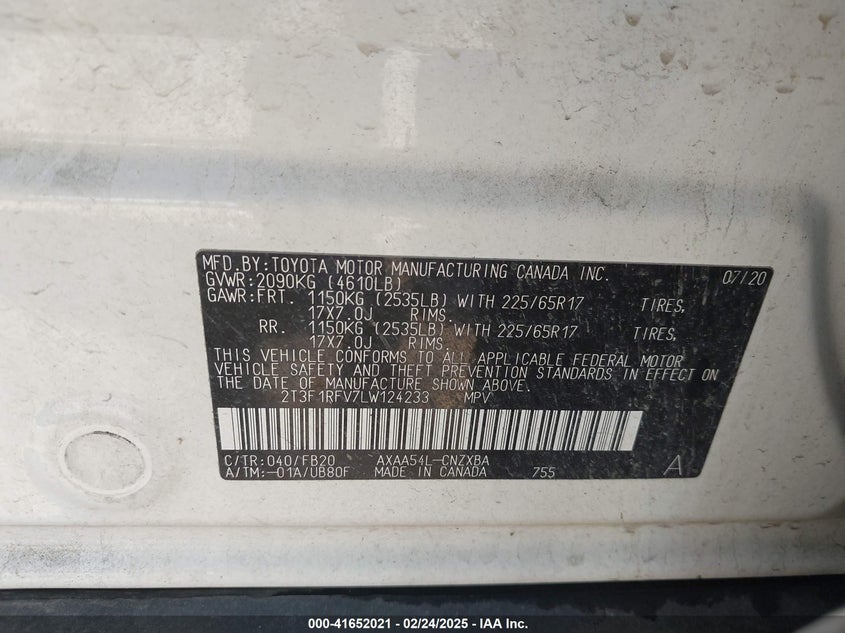 MFD.BY:TOYOTA MOTOR MANUFACTURING CANADA INC. 07/20
GVWR:2090KG (4610LB)
GAWR:FRT. 1150KG (2535LB) WITH 225/65R17 TIRES,
17X7.0J RIMS.
RR. 1150KG (2535LB) WITH 225/65R17 TIRES,
17X7.0J RIMS.
THIS VEHICLE CONFORMS TO ALL APPLICABLE FEDERAL MOTOR
VEHICLE SAFETY AND THEFT PREVENTION STANDARDS IN EFFECT ON
THE DATE OF MANUFACTURE SHOWN ABOVE.
2T3F1RFV7LW124233 MPV
C/TR:040/FB20 AXAA54L-CNZXBA A
A/TM:-01A/UB80F MADE IN CANADA 755
000-41652021 - 02/24/2025 - IAA Inc.